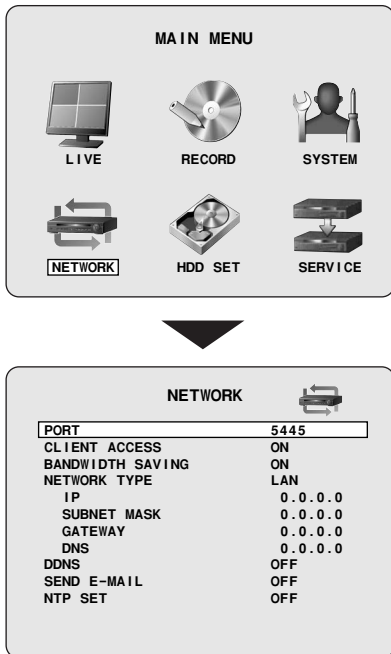 MAIN MENU
LIVE RECORD SYSTEM
NETWORK HDD SET SERVICE
NETWORK
PORT 5445
CLIENT ACCESS ON
BANDWIDTH SAVING ON
NETWORK TYPE LAN
IP 0.0.0.0
SUBNET MASK 0.0.0.0
GATEWAY 0.0.0.0
DNS 0.0.0.0
DDNS OFF
SEND E-MAIL OFF
NTP SET OFF